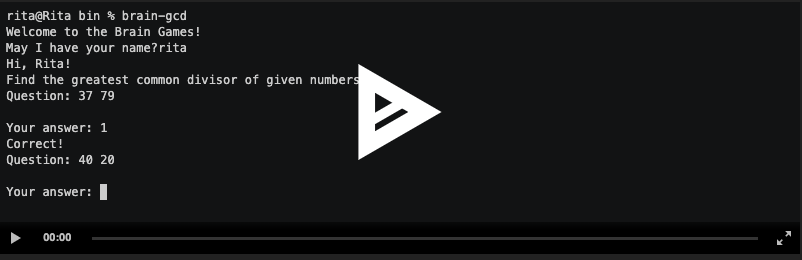 rita@Rita bin % brain-gcd
Welcome to the Brain Games!
May I have your name?rita
Hi, Rita!
Find the greatest common divisor of given numbers
Question: 37 79
Your answer: 1
Correct!
Question: 40 20
Your answer:
00:00